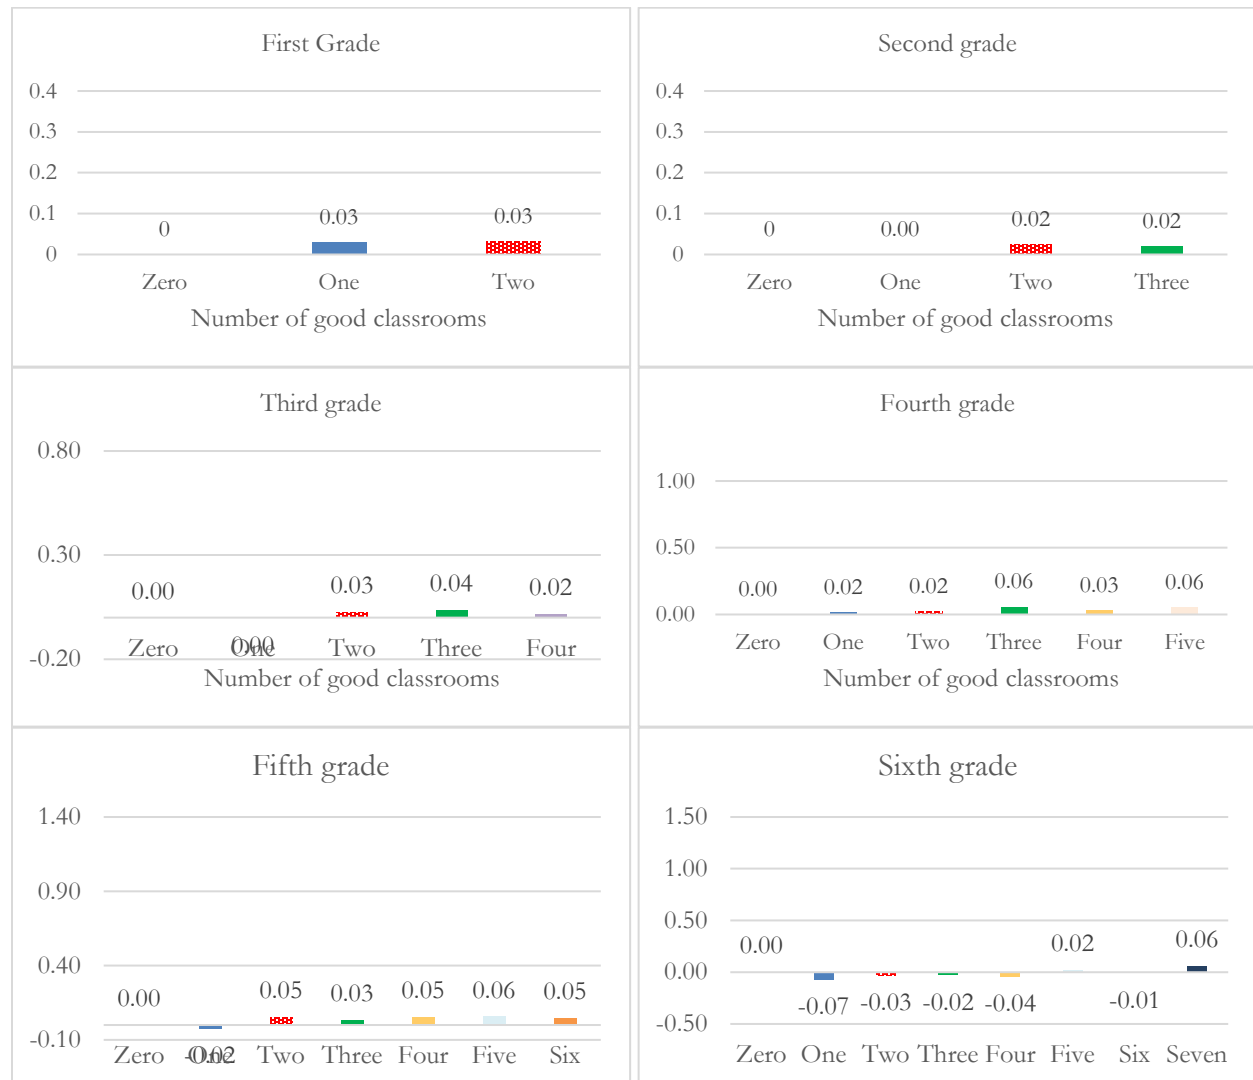 First Grade
0.4
0.3
0.2
0.1
0
0
0.03
0.03
Zero One Two
Number of good classrooms
Second grade
0.4
0.3
0.2
0.1
0
0
0.00
0.02
0.02
Zero One Two Three
Number of good classrooms
Third grade
0.80
0.30
-0.20
0.00
0.00
0.03
0.04
0.02
Zero One Two Three Four
Number of good classrooms
Fourth grade
1.00
0.50
0.00
0.00 0.02 0.02 0.06 0.03 0.06
Zero One Two Three Four Five
Number of good classrooms
Fifth grade
1.40
0.90
0.40
-0.10
0.00 -0.02 0.05 0.03 0.05 0.06 0.05
Zero One Two Three Four Five Six
Sixth grade
1.50
1.00
0.50
0.00
-0.50
0.00 -0.07 -0.03 -0.02 -0.04 0.02 -0.01 0.06
Zero One Two Three Four Five Six Seven